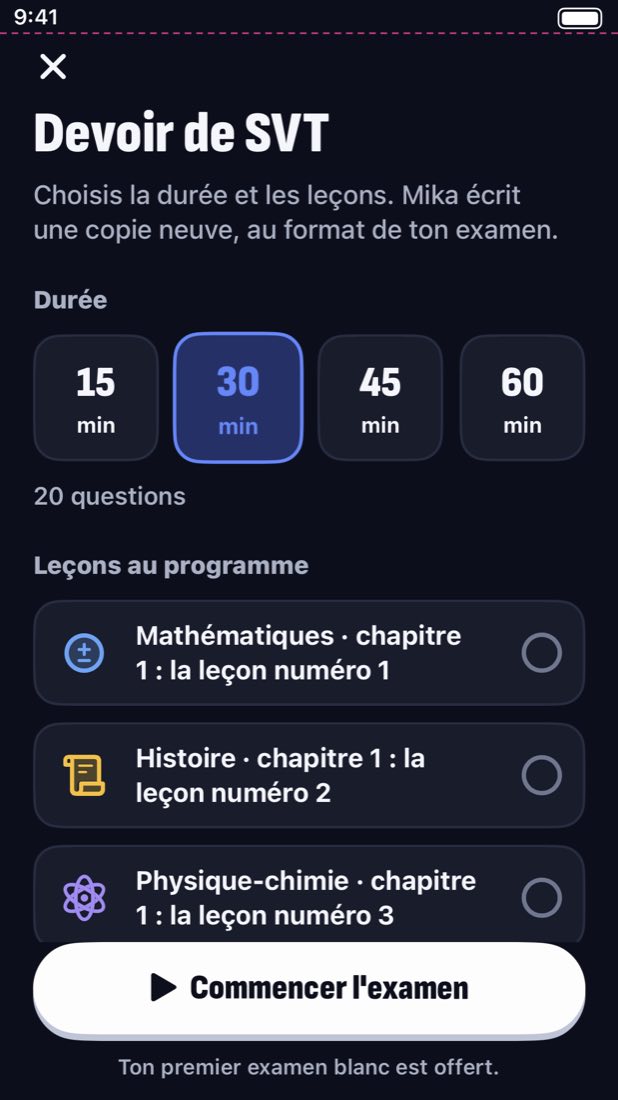 9:41
Devoir de SVT
Choisis la durée et les leçons. Mika écrit
une copie neuve, au format de ton examen.
Durée
15
min
30
min
45
min
60
min
20 questions
Leçons au programme
Mathématiques · chapitre
1 : la leçon numéro 1
Histoire · chapitre 1 : la
leçon numéro 2
Physique-chimie · chapitre
1 : la leçon numéro 3
Commencer l'examen
Ton premier examen blanc est offert.